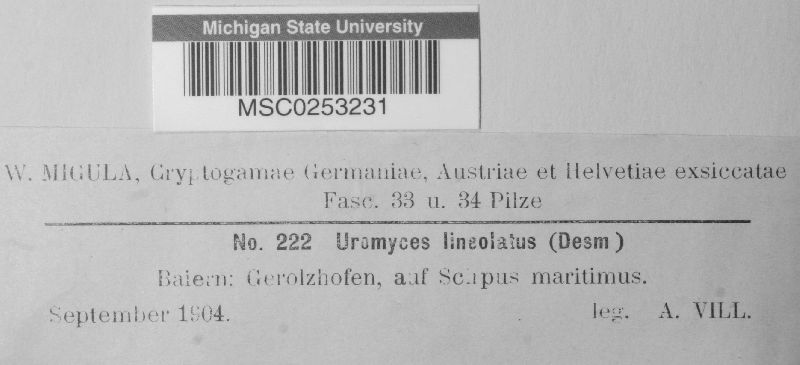 Michigan State University
MSC0253231
W. MIGULA, Cryptogamae Germaniae, Austriae et Helvetiae exsiccatae
Fasc. 33 u. 34 Pilze
No. 222 Uromyces lineolatus (Desm)
Baiern: Gerolzhofen, auf Scirpus maritimus.
September 1904.
leg. A. VILL.